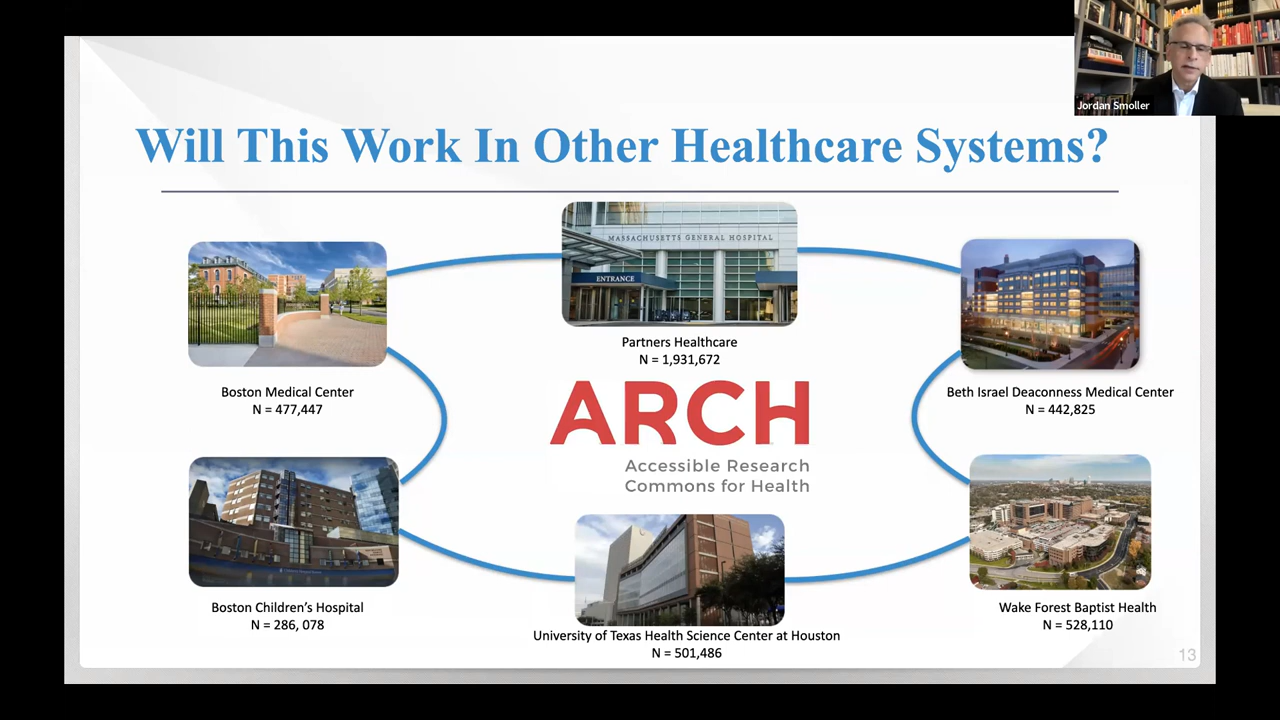 Jordan Smoller
Will This Work In Other Healthcare Systems?
MASSACHUSETTS GENERAL HOSPITAL
ENTRANCE
Partners Healthcare
N = 1,931,672
Boston Medical Center
N = 477,447
Beth Israel Deaconness Medical Center
N = 442,825
ARCH
Accessible Research
Commons for Health
Boston Children's Hospital
N = 286, 078
University of Texas Health Science Center at Houston
N = 501,486
Wake Forest Baptist Health
N = 528,110
13